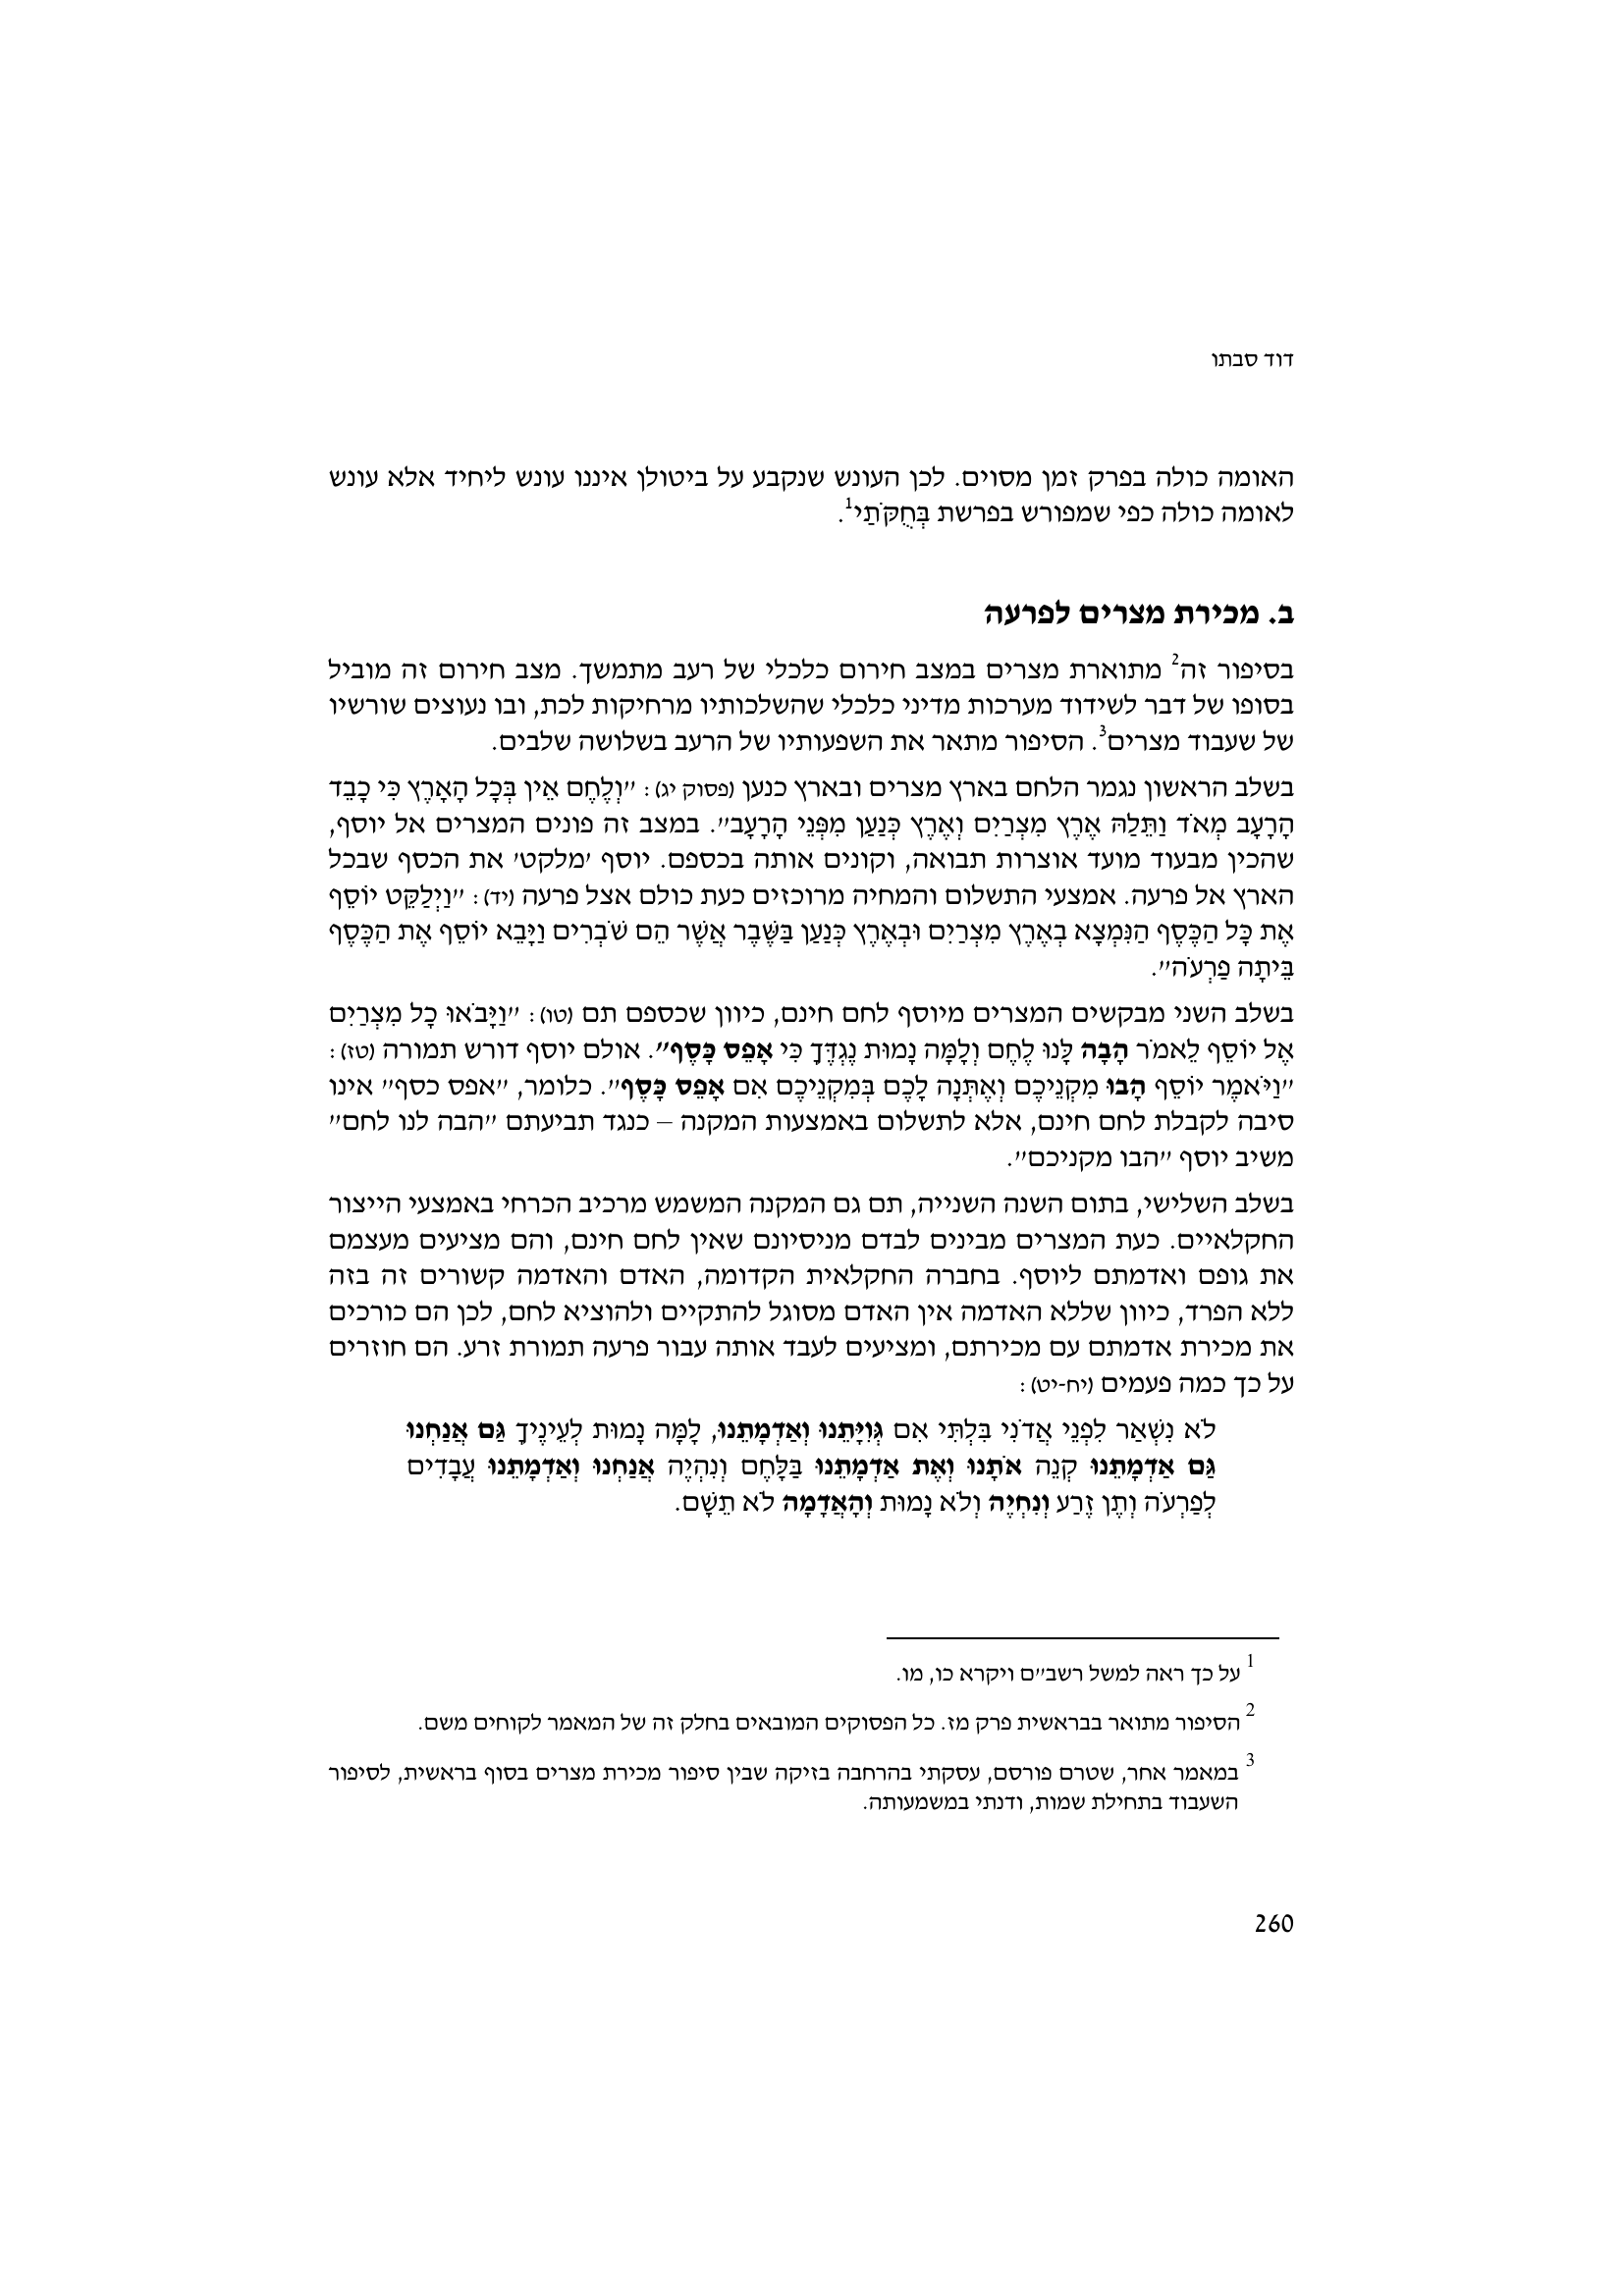 דוד סבתו
האומה כולה בפרק זמן מסוים. לכן העונש שנקבע על ביטולן איננו עונש ליחיד אלא עונש
לאומה כולה כפי שמפורש בפרשת בְּחֻקֹּתַי1.
ב. מכירת מצרים לפרעה
בסיפור זה2 מתוארת מצרים במצב חירום כלכלי של רעב מתמשך. מצב חירום זה מוביל
בסופו של דבר לשידוד מערכות מדיני כלכלי שהשלכותיו מרחיקות לכת, ובו נעוצים שורשיו
של שעבוד מצרים3. הסיפור מתאר את השפעותיו של הרעב בשלושה שלבים.
בשלב הראשון נגמר הלחם בארץ מצרים ובארץ כנען (פסוק יג): "וְלֶחֶם אֵין בְּכָל הָאָרֶץ כִּי כָבֵד
הָרָעָב מְאֹד וַתֵּלַהּ אֶרֶץ מִצְרַיִם וְאֶרֶץ כְּנַעַן מִפְּנֵי הָרָעָב". במצב זה פונים המצרים אל יוסף,
שהכין מבעוד מועד אוצרות תבואה, וקונים אותה בכספם. יוסף 'מלקט' את הכסף שבכל
הארץ אל פרעה. אמצעי התשלום והמחיה מרוכזים כעת כולם אצל פרעה (יד): "וַיְלַקֵּט יוֹסֵף
אֶת כָּל הַכֶּסֶף הַנִּמְצָא בְאֶרֶץ מִצְרַיִם וּבְאֶרֶץ כְּנַעַן בַּשֶּׁבֶר אֲשֶׁר הֵם שֹׁבְרִים וַיָּבֵא יוֹסֵף אֶת הַכֶּסֶף
בֵּיתָה פַרְעֹה".
בשלב השני מבקשים המצרים מיוסף לחם חינם, כיוון שכספם תם (טו): "וַיָּבֹאוּ כָל מִצְרַיִם
אֶל יוֹסֵף לֵאמֹר הָבָה לָּנוּ לֶחֶם וְלָמָּה נָמוּת נֶגְדֶּךָ כִּי אָפֵס כָּסֶף". אולם יוסף דורש תמורה (טז):
"וַיֹּאמֶר יוֹסֵף הָבוּ מִקְנֵיכֶם וְאֶתְּנָה לָכֶם בְּמִקְנֵיכֶם אִם אָפֵס כָּסֶף". כלומר, "אפס כסף" אינו
סיבה לקבלת לחם חינם, אלא לתשלום באמצעות המקנה – כנגד תביעתם "הבה לנו לחם"
משיב יוסף "הבו מקניכם".
בשלב השלישי, בתום השנה השנייה, תם גם המקנה המשמש מרכיב הכרחי באמצעי הייצור
החקלאיים. כעת המצרים מבינים לבדם מניסיונם שאין לחם חינם, והם מציעים מעצמם
את גופם ואדמתם ליוסף. בחברה החקלאית הקדומה, האדם והאדמה קשורים זה בזה
ללא הפרד, כיוון שללא האדמה אין האדם מסוגל להתקיים ולהוציא לחם, לכן הם כורכים
את מכירת אדמתם עם מכירתם, ומציעים לעבד אותה עבור פרעה תמורת זרע. הם חוזרים
על כך כמה פעמים (יח-יט):
לֹא נִשְׁאַר לִפְנֵי אֲדֹנִי בִּלְתִּי אִם גְּוִיָּתֵנוּ וְאַדְמָתֵנוּ, לָמָּה נָמוּת לְעֵינֶיךָ גַּם אֲנַחְנוּ
גַּם אַדְמָתֵנוּ קְנֵה אֹתָנוּ וְאֶת אַדְמָתֵנוּ בַּלָּחֶם וְנִהְיֶה אֲנַחְנוּ וְאַדְמָתֵנוּ עֲבָדִים
לְפַרְעֹה וְתֶן זֶרַע וְנִחְיֶה וְלֹא נָמוּת וְהָאֲדָמָה לֹא תֵשָׁם.
1 על כך ראה למשל רשב"ם ויקרא כו, מו.
2 הסיפור מתואר בבראשית פרק מז. כל הפסוקים המובאים בחלק זה של המאמר לקוחים משם.
3 במאמר אחר, שטרם פורסם, עסקתי בהרחבה בזיקה שבין סיפור מכירת מצרים בסוף בראשית, לסיפור
השעבוד בתחילת שמות, ודנתי במשמעותה.
260